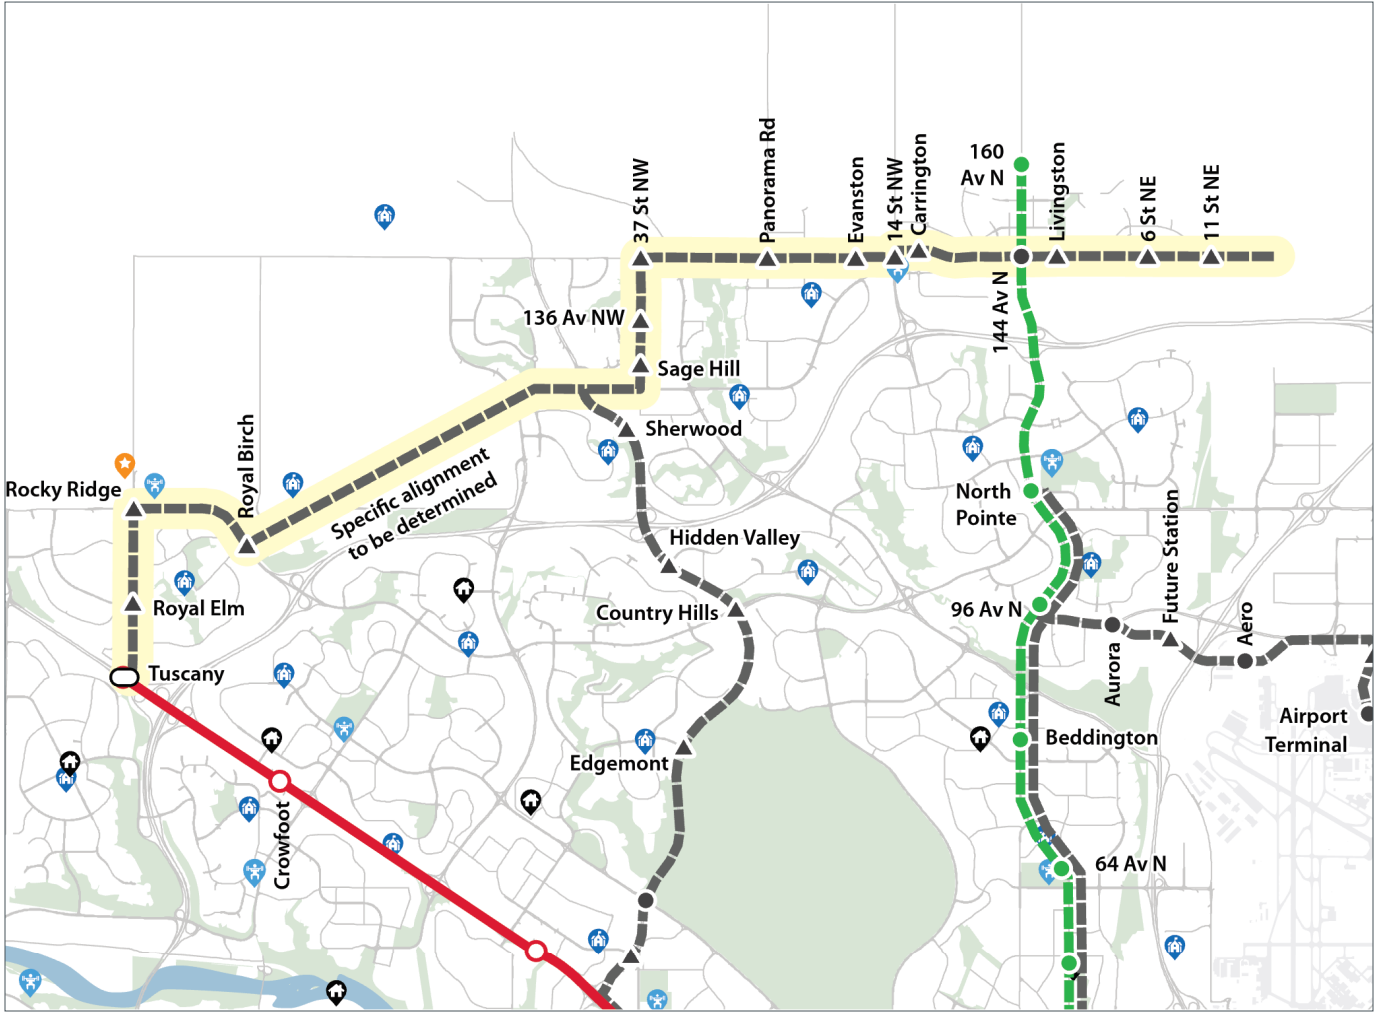 160
Av N
37 St NW
Panorama Rd
Evanston
14 St NW
Carrington
Livingston
6 St NE
11 St NE
144 Av N
136 Av NW
Sage Hill
Sherwood
Royal Birch
Specific alignment
to be determined
Rocky Ridge
North
Pointe
Future Station
Hidden Valley
Royal Elm
Country Hills
96 Av N
Aero
Aurora
Tuscany
Airport
Terminal
Beddington
Edgemont
Crowfoot
64 Av N